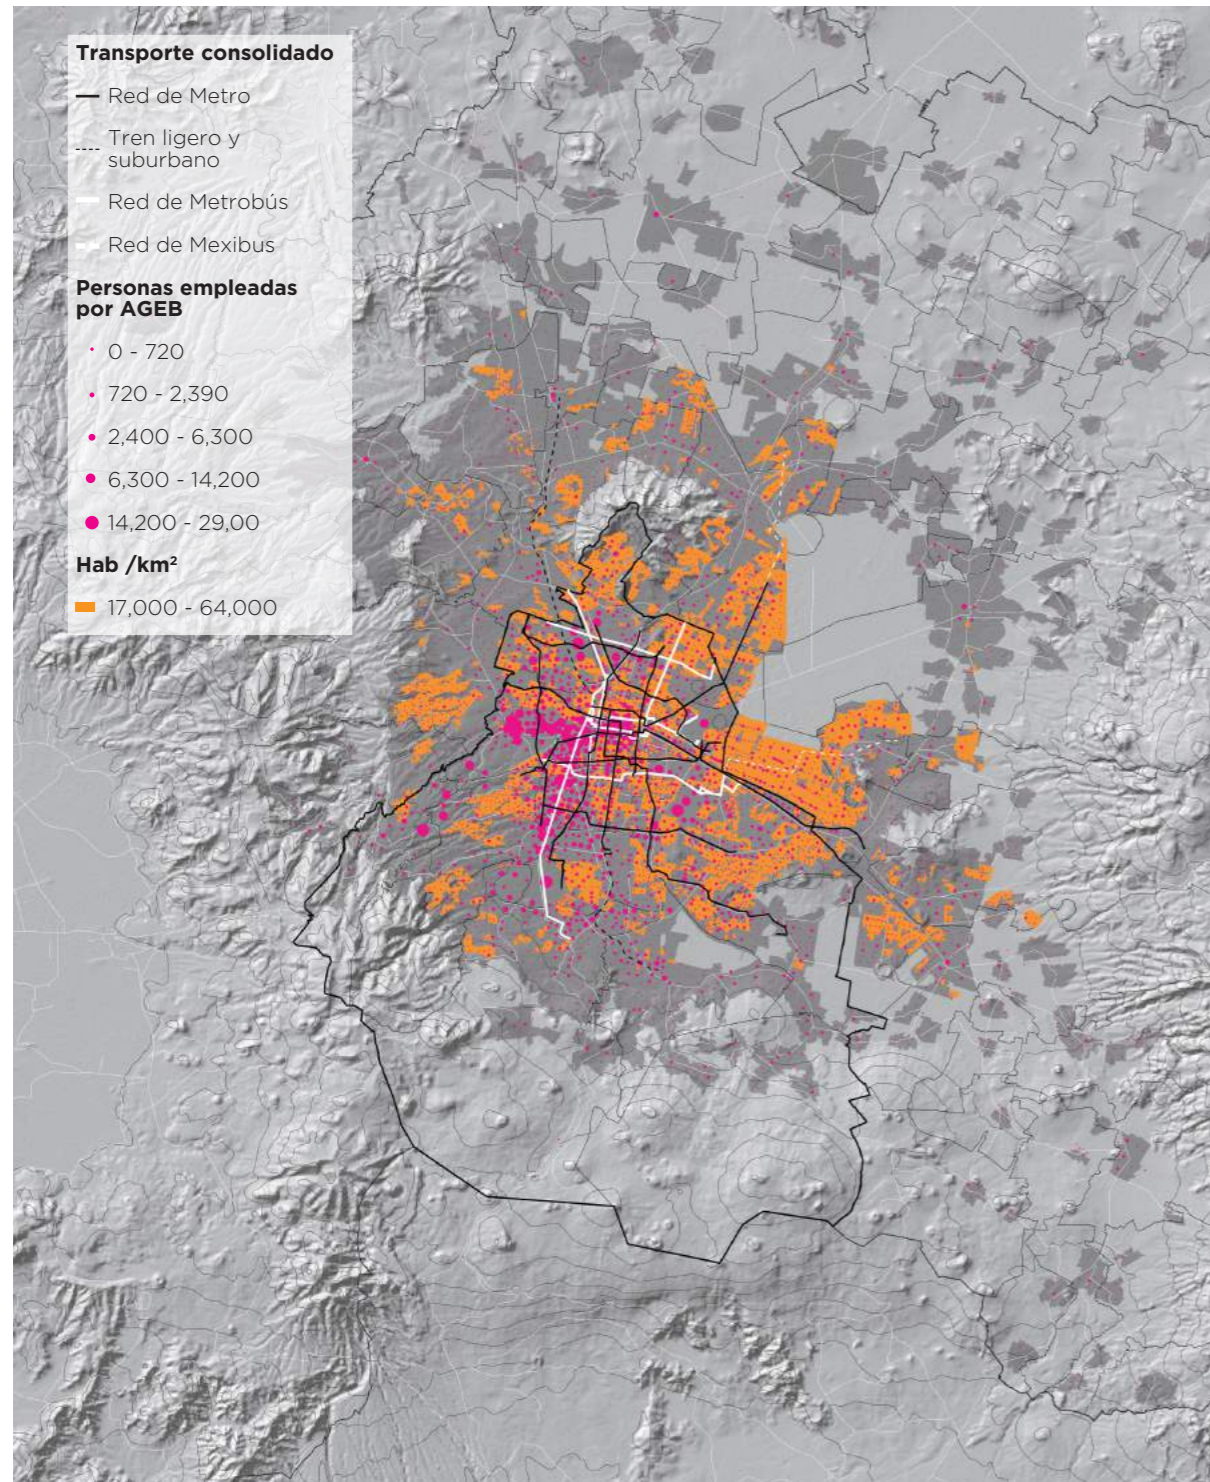 Transporte consolidado
Red de Metro
Tren ligero y
suburbano
Red de Metrobús
Red de Mexibus
Personas empleadas
por AGEB
0 - 720
720 - 2,390
2,400 - 6,300
6,300 - 14,200
14,200 - 29,00
Hab /km²
17,000 - 64,000